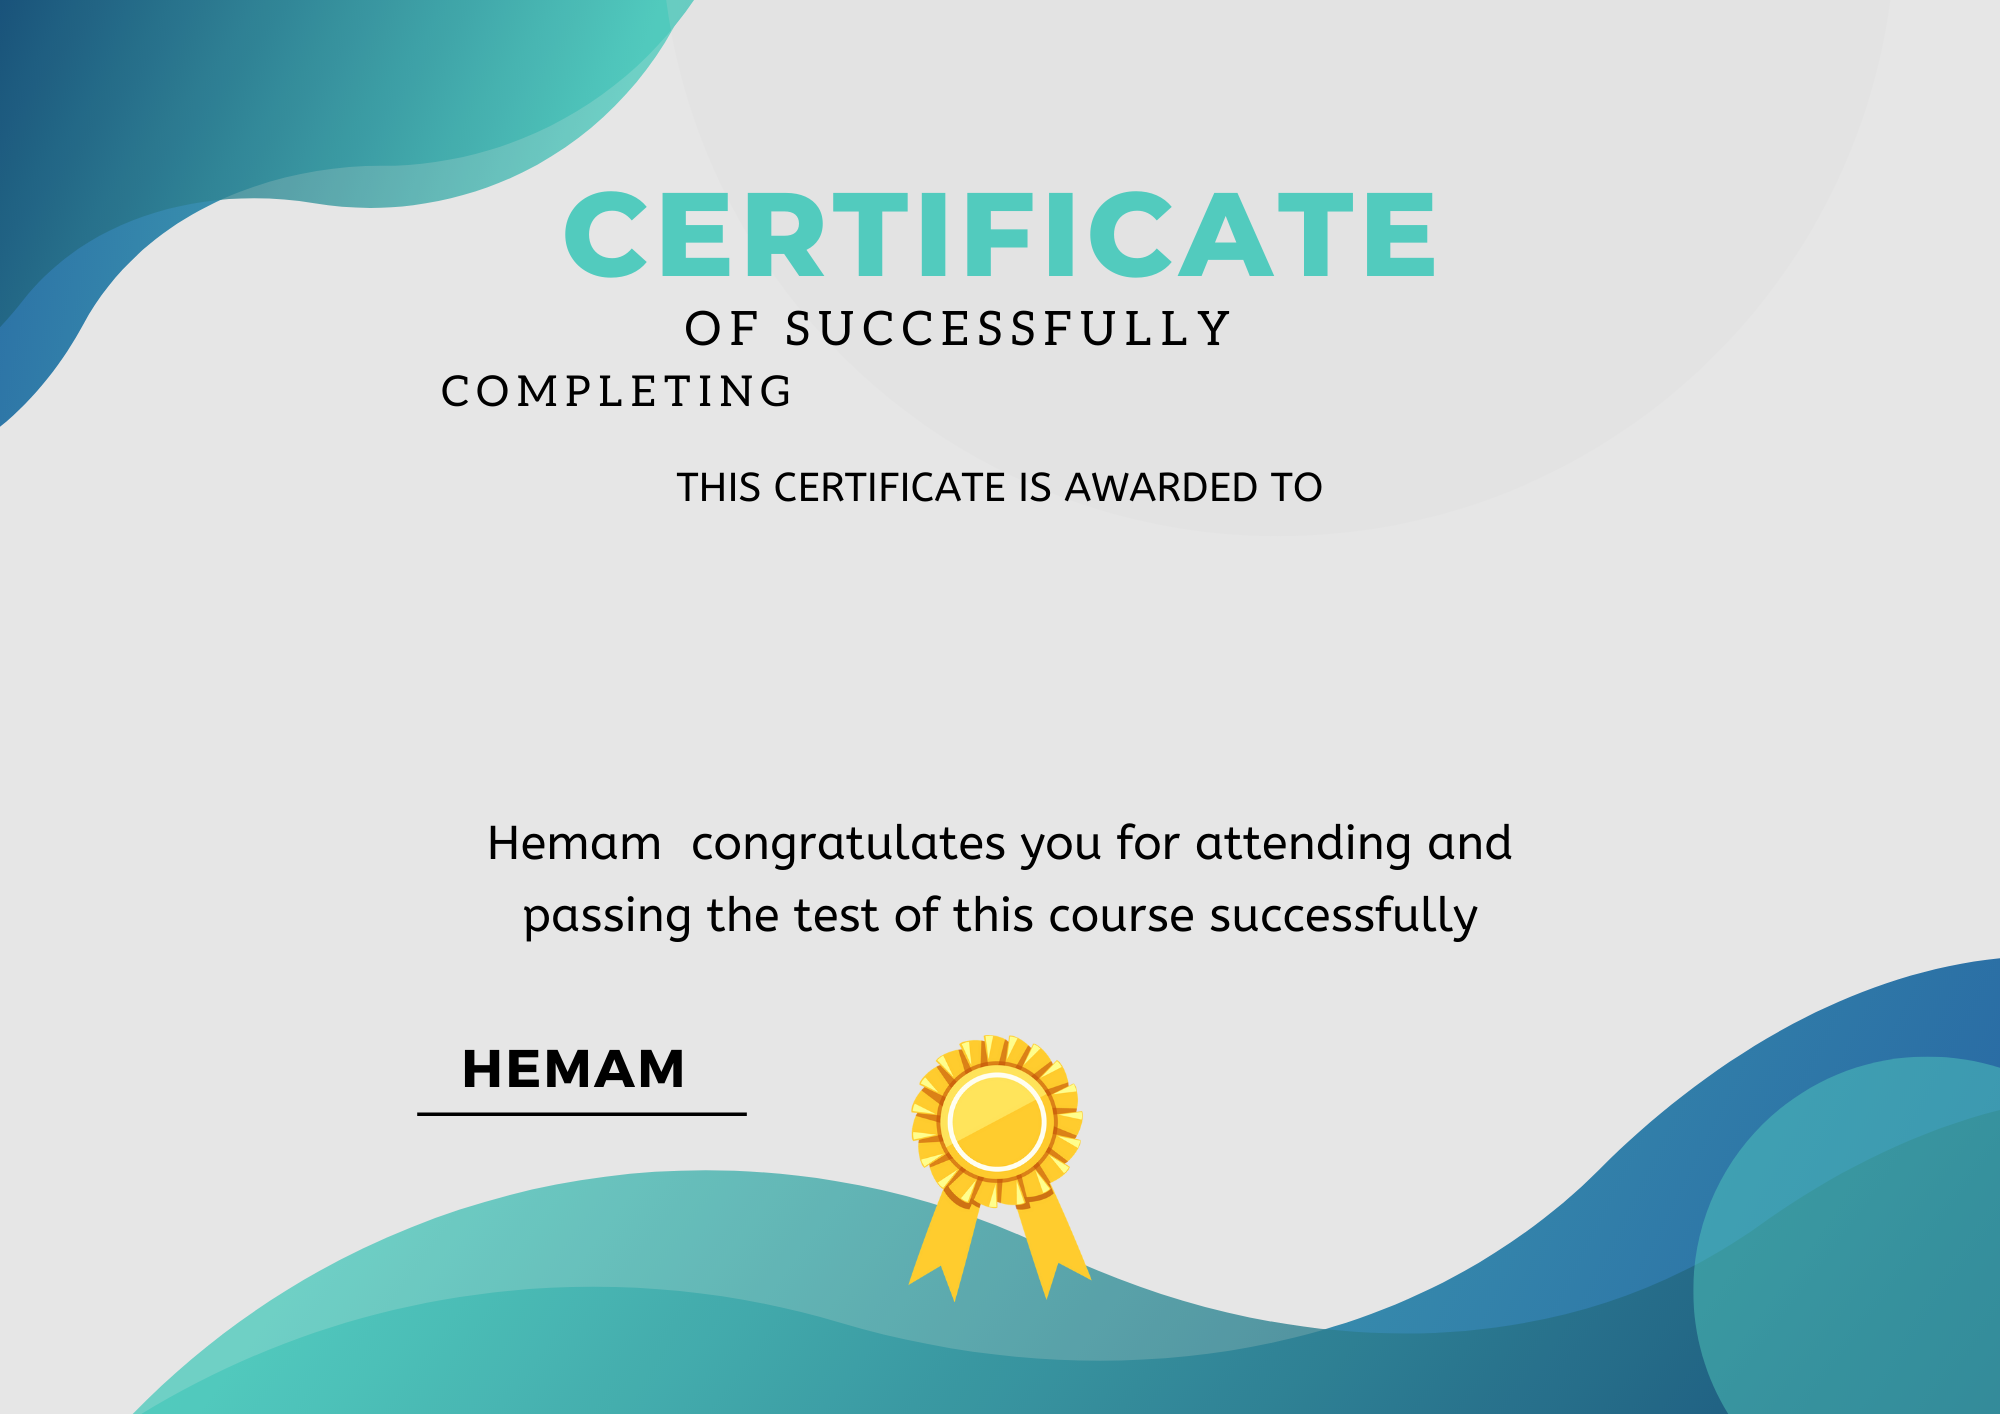 CERTIFICATE
OF SUCCESSFULLY
COMPLETING
THIS CERTIFICATE IS AWARDED TO
Hemam  congratulates you for attending and
passing the test of this course successfully
HEMAM